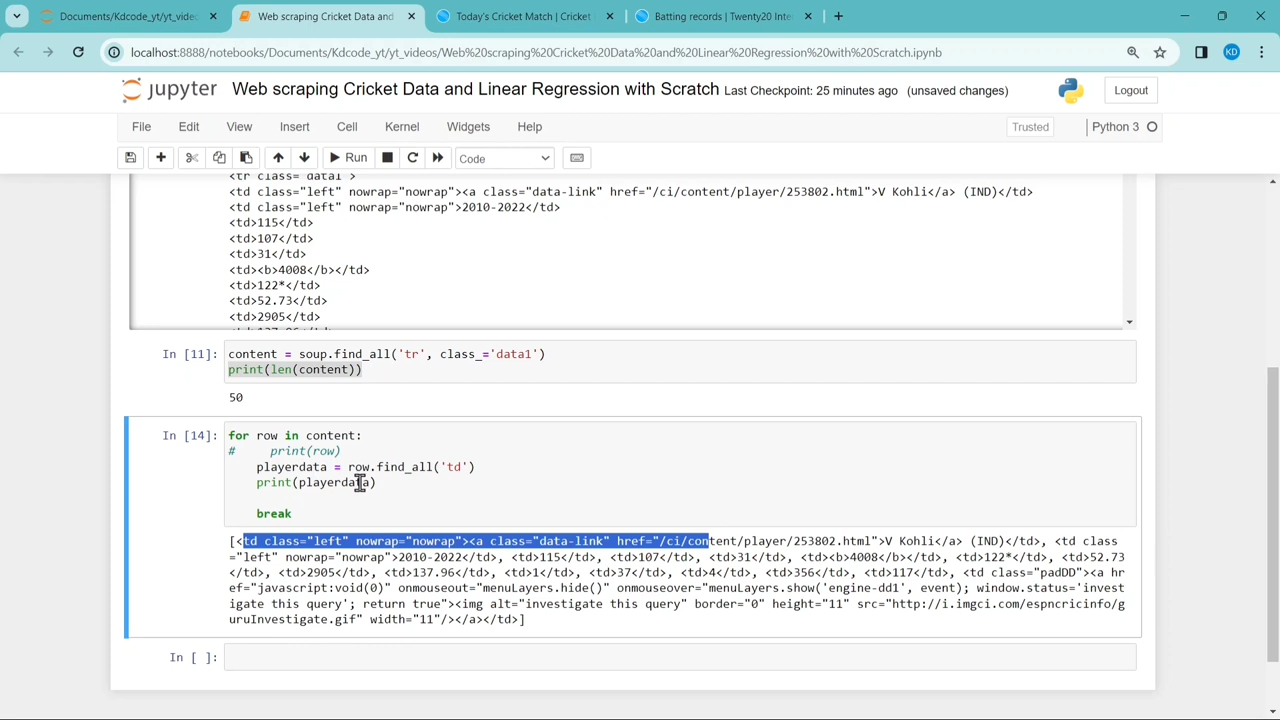 Documents/Kdcode_yt/yt_video
Web scraping Cricket Data and
Today's Cricket Match | Cricket
Batting records | Twenty20 Inte
localhost:8888/notebooks/Documents/Kdcode_yt/yt_videos/Web%20scraping%20Cricket%20Data%20and%20Linear%20Regression%20with%20Scratch.ipynb
KD
jupyter Web scraping Cricket Data and Linear Regression with Scratch Last Checkpoint: 25 minutes ago (unsaved changes)
Logout
File Edit View Insert Cell Kernel Widgets Help
Trusted
Python 3
Run
Code
<tr class="data1">
<td class="left" nowrap="nowrap"><a class="data-link" href="/ci/content/player/253802.html">V Kohli</a> (IND)</td>
<td class="left" nowrap="nowrap">2010-2022</td>
<td>115</td>
<td>107</td>
<td>31</td>
<td><b>4008</b></td>
<td>122*</td>
<td>52.73</td>
<td>2905</td>
<td>137.96</td>
In [11]: content = soup.find_all('tr', class_='data1')
print(len(content))
50
In [14]: for row in content:
# print(row)
playerdata = row.find_all('td')
print(playerdata)
break
[<td class="left" nowrap="nowrap"><a class="data-link" href="/ci/content/player/253802.html">V Kohli</a> (IND)</td>, <td class
="left" nowrap="nowrap">2010-2022</td>, <td>115</td>, <td>107</td>, <td>31</td>, <td><b>4008</b></td>, <td>122*</td>, <td>52.73
</td>, <td>2905</td>, <td>137.96</td>, <td>1</td>, <td>37</td>, <td>4</td>, <td>356</td>, <td>117</td>, <td class="padDD"><a hr
ef="javascript:void(0)" onmouseout="menuLayers.hide()" onmouseover="menuLayers.show('engine-dd1', event); window.status='invest
igate this query'; return true"><img alt="investigate this query" border="0" height="11" src="http://i.imgci.com/espncricinfo/g
uruInvestigate.gif" width="11"/></a></td>]
In [ ]: